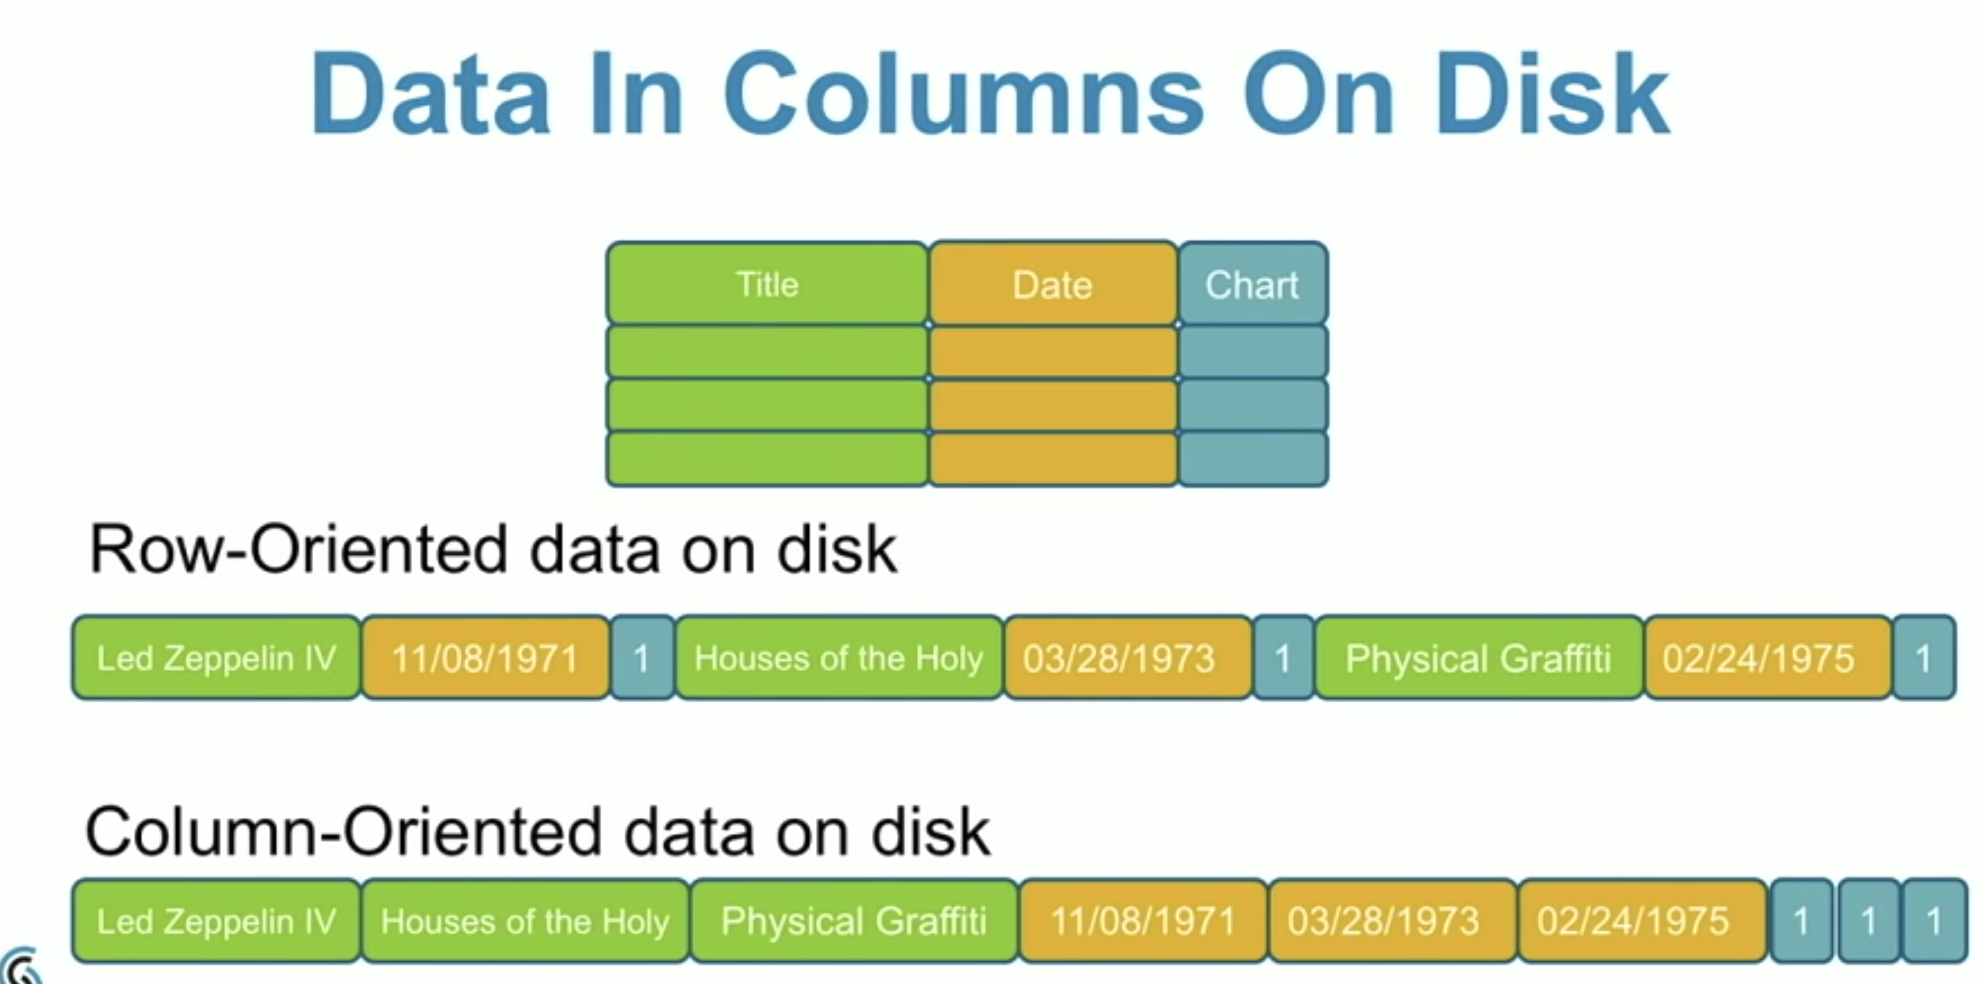 Data In Columns On Disk
Title Date Chart
Row-Oriented data on disk
Led Zeppelin IV 11/08/1971 1 Houses of the Holy 03/28/1973 1 Physical Graffiti 02/24/1975 1
Column-Oriented data on disk
Led Zeppelin IV Houses of the Holy Physical Graffiti 11/08/1971 03/28/1973 02/24/1975 1 1 1